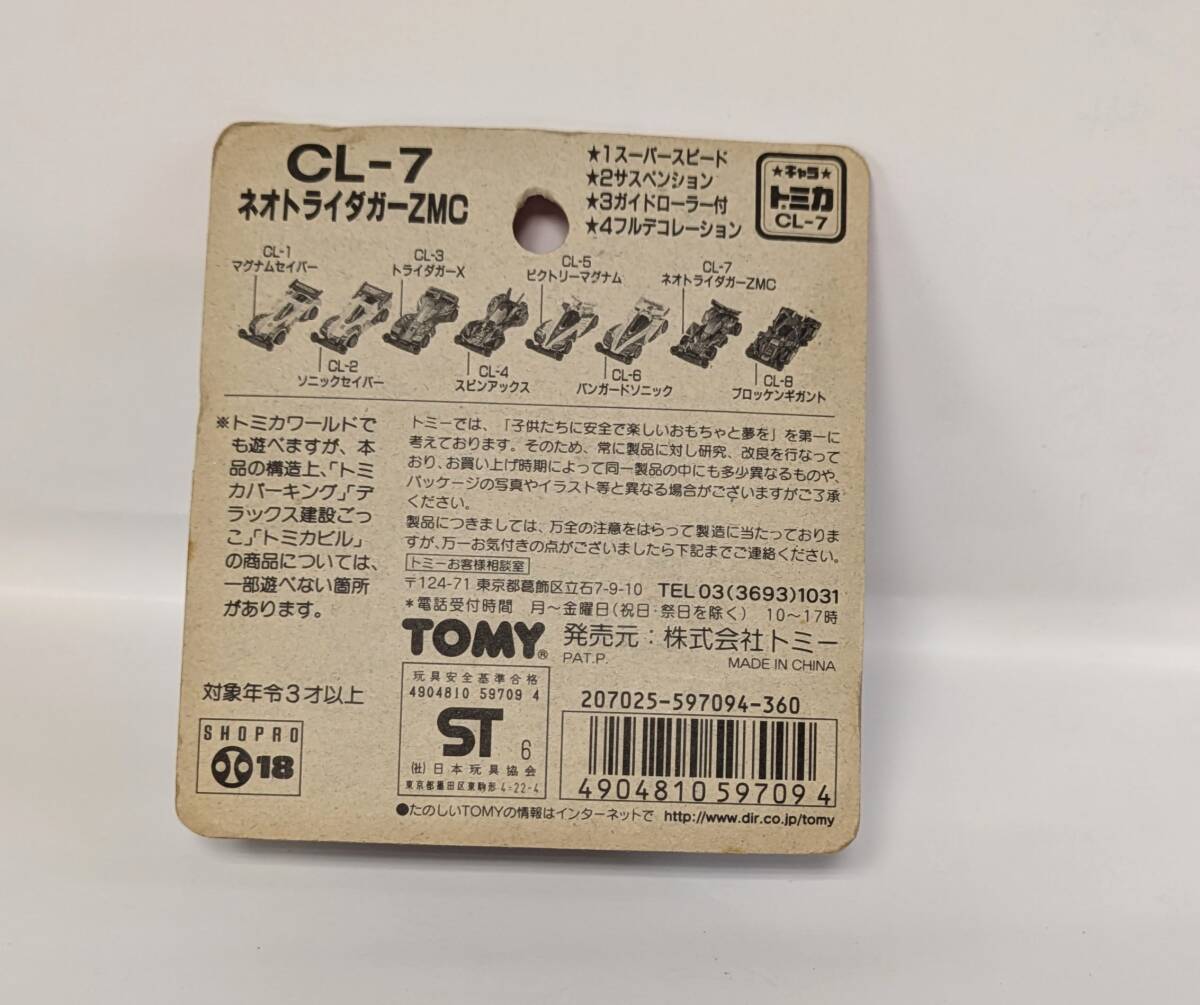 CL-7
ネオトライダガーZMC
★1スーパースピード
★2サスペンション
★3ガイドローラー付
★4フルデコレーション
★キャラ★
トミカ
CL-7
CL-1
マグナムセイバー
CL-3
トライダガーX
CL-5
ビクトリーマグナム
CL-7
ネオトライダガーZMC
CL-2
ソニックセイバー
CL-4
スピンアックス
CL-6
バンガードソニック
CL-8
ブロッケンギガント
※トミカワールドで
も遊べますが、本
品の構造上、「トミ
カパーキング」「デ
ラックス建設ごっ
こ」「トミカビル」
の商品については、
一部遊べない箇所
があります。
トミーでは、「子供たちに安全で楽しいおもちゃと夢を」を第一に
考えております。そのため、常に製品に対し研究、改良を行なって
おり、お買い上げ時期によって同一製品の中にも多少異なるものや、
パッケージの写真やイラスト等と異なる場合がございますがご了承
ください。
製品につきましては、万全の注意をはらって製造に当たっておりま
すが、万一お気付きの点がございましたら下記までご連絡ください。
トミーお客様相談室
〒124-71 東京都葛飾区立石7-9-10 TEL03(3693)1031
*電話受付時間 月〜金曜日(祝日・祭日を除く) 10〜17時
TOMY® 発売元:株式会社トミー
PAT.P. MADE IN CHINA
対象年令3才以上
SHOPRO
18
玩具安全基準合格
4904810 59709 4
ST 6
(社)日本玩具協会
東京都墨田区東駒形4-22-4
207025-597094-360
4904810597094
●たのしいTOMYの情報はインターネットで http://www.dir.co.jp/tomy